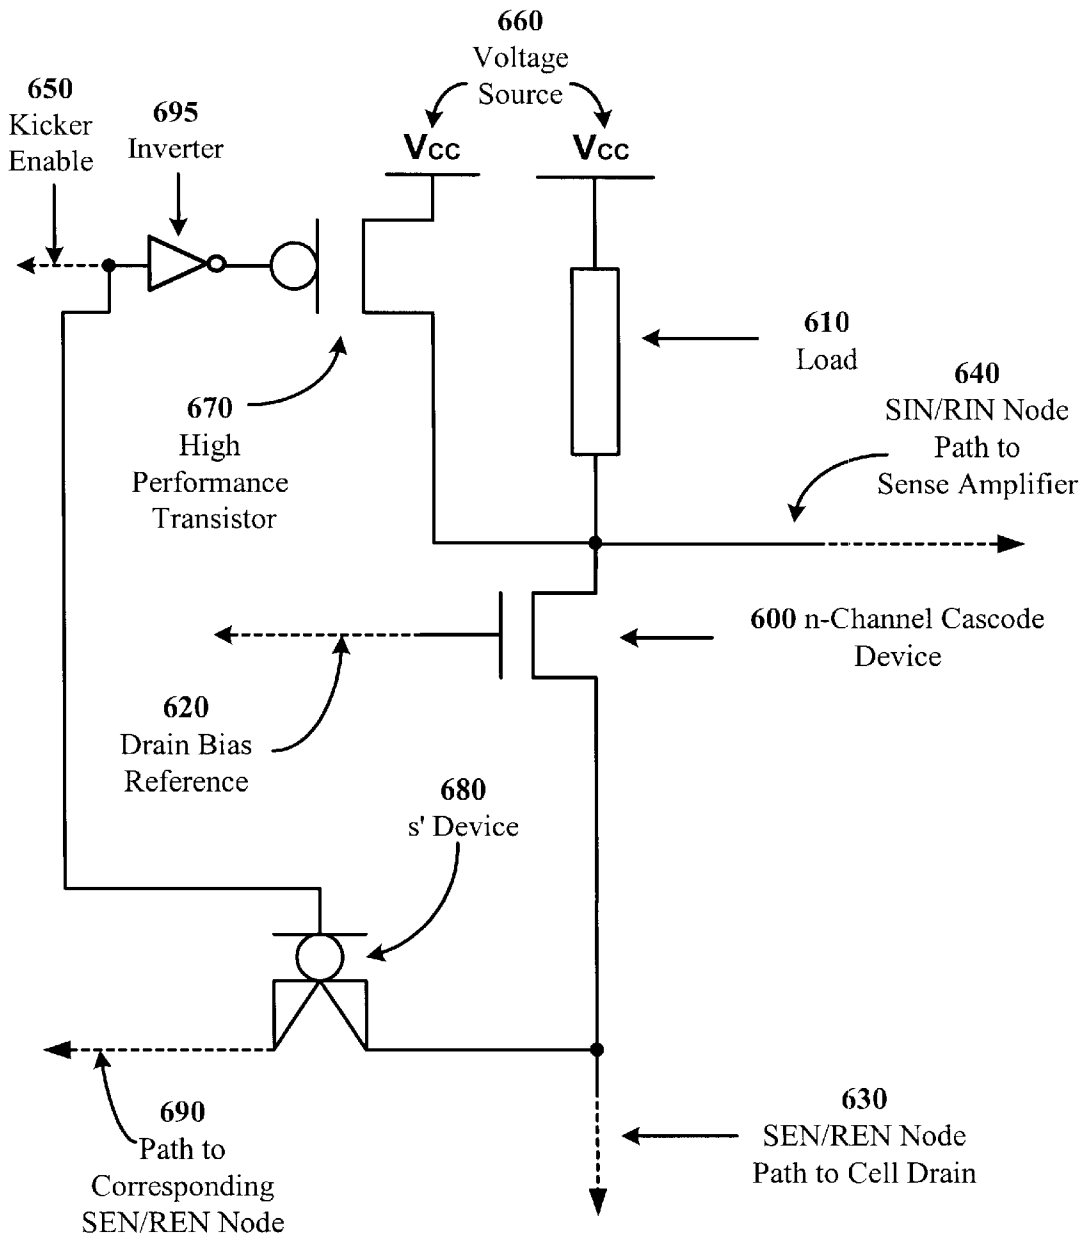 660
Voltage
Source
650
Kicker
Enable
695
Inverter
VCC
VCC
610
Load
640
SIN/RIN Node
Path to
Sense Amplifier
670
High
Performance
Transistor
600 n-Channel Cascode
Device
620
Drain Bias
Reference
680
s' Device
690
Path to
Corresponding
SEN/REN Node
630
SEN/REN Node
Path to Cell Drain